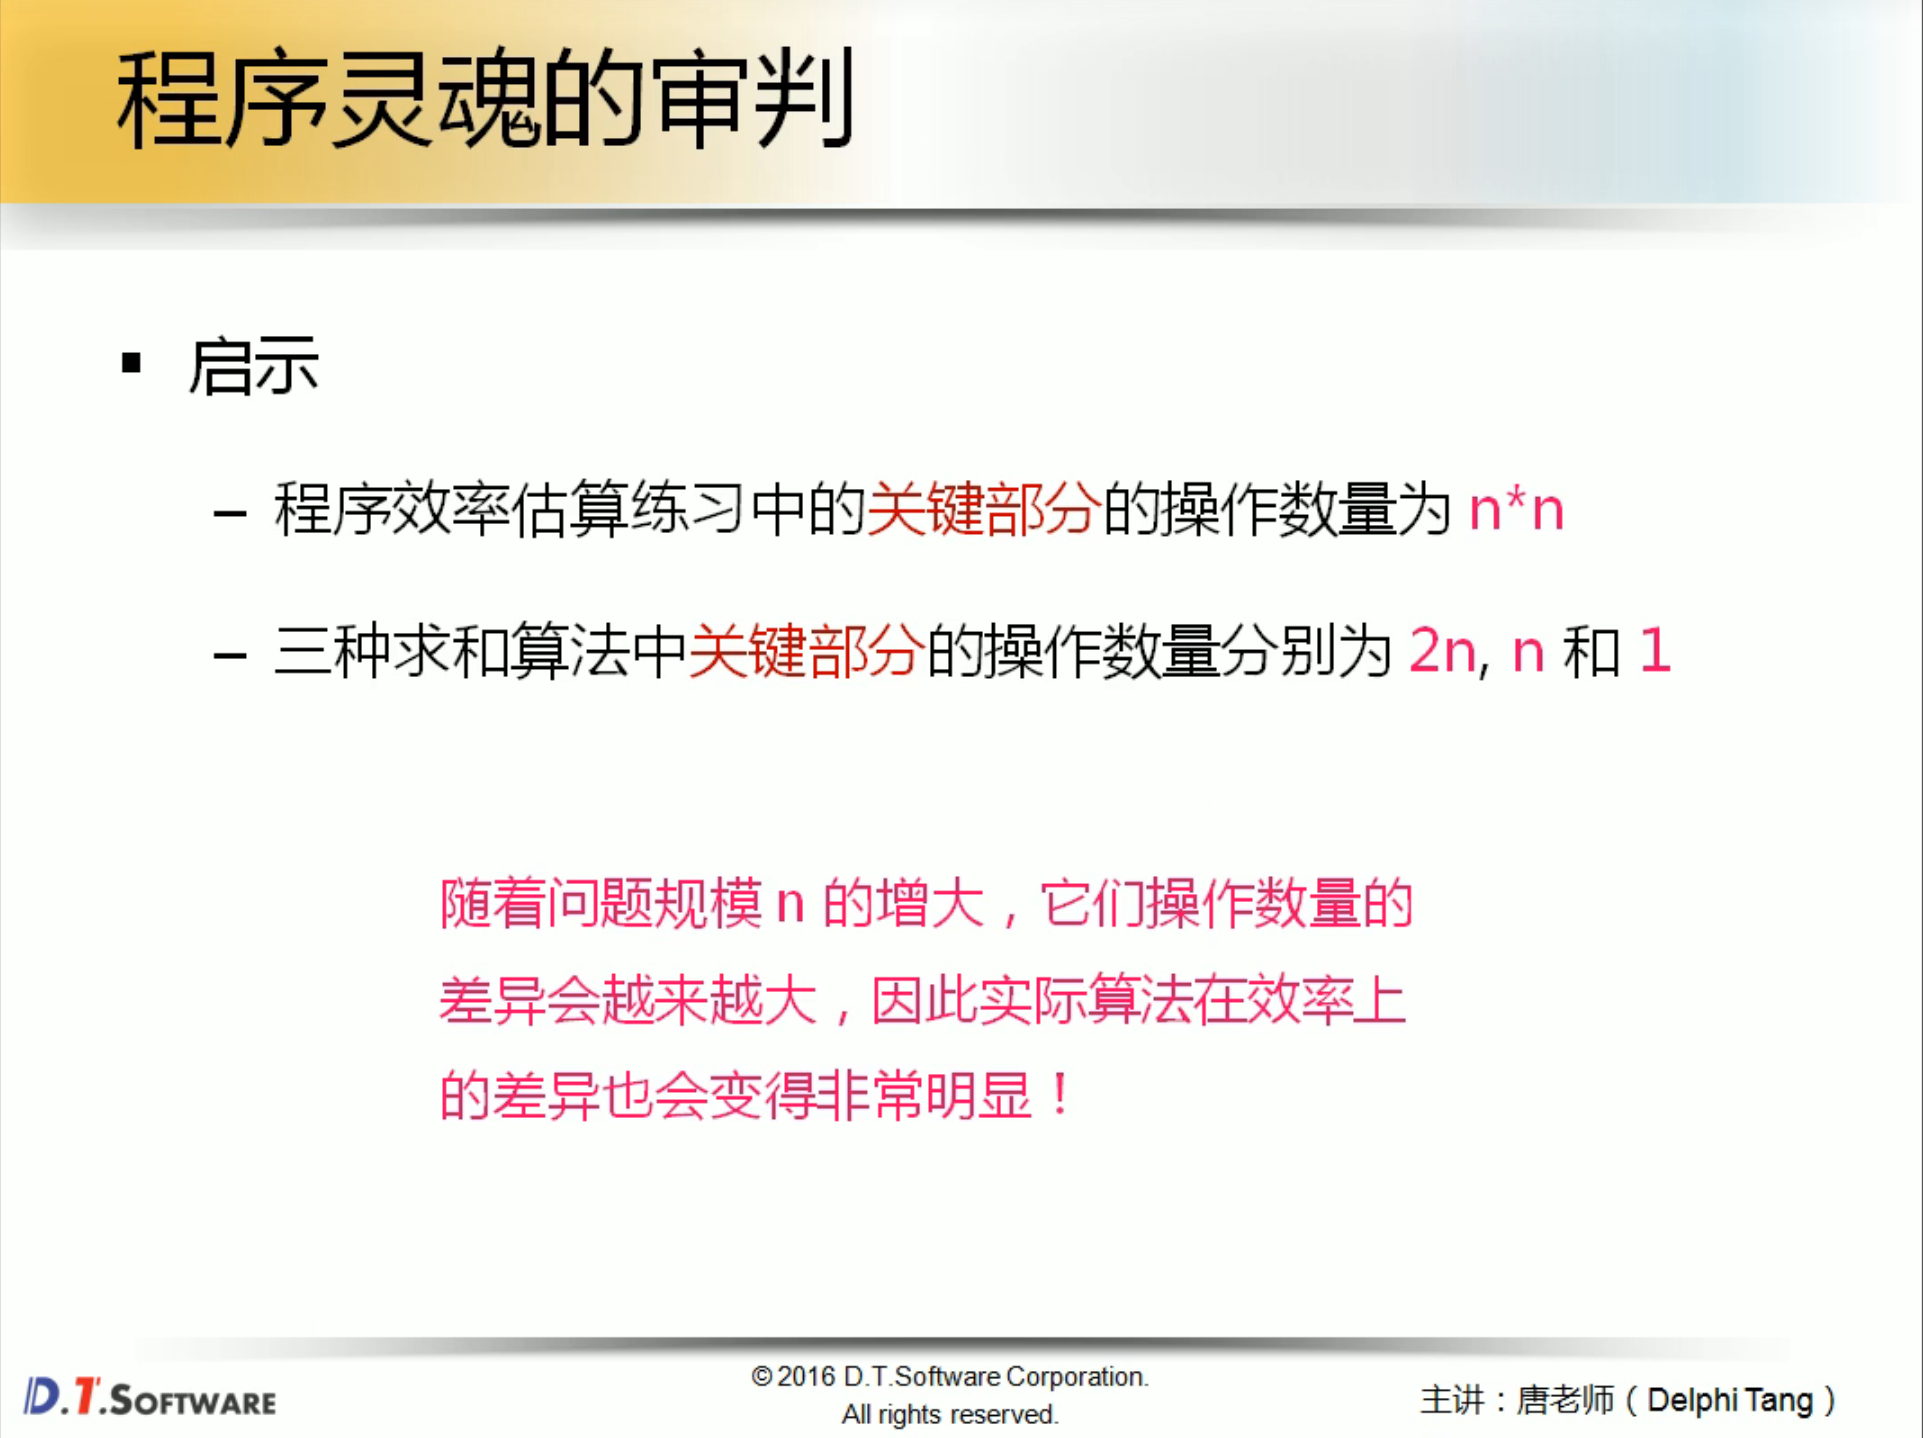 程序灵魂的审判
▪ 启示
– 程序效率估算练习中的关键部分的操作数量为 n*n
– 三种求和算法中关键部分的操作数量分别为 2n, n 和 1
随着问题规模 n 的增大，它们操作数量的
差异会越来越大，因此实际算法在效率上
的差异也会变得非常明显！
D.T.SOFTWARE
© 2016 D.T.Software Corporation.
All rights reserved.
主讲：唐老师（Delphi Tang）